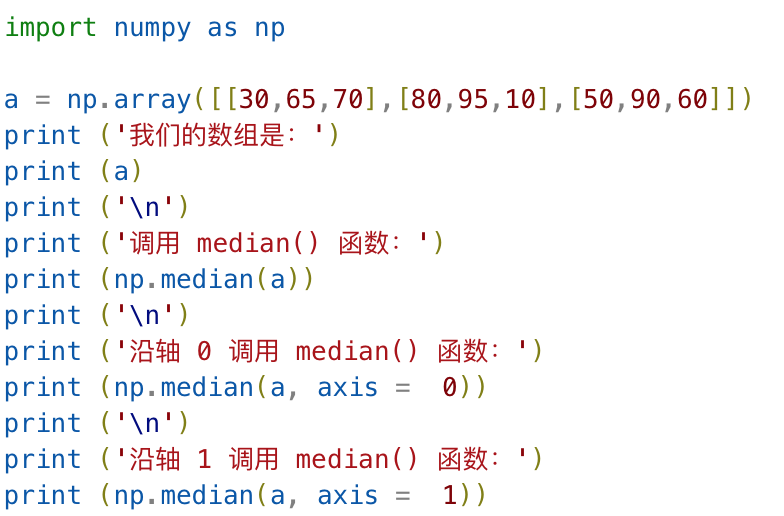 import numpy as np
a = np.array([[30,65,70],[80,95,10],[50,90,60]])
print ('我们的数组是：')
print (a)
print ('\n')
print ('调用 median() 函数：')
print (np.median(a))
print ('\n')
print ('沿轴 0 调用 median() 函数：')
print (np.median(a, axis =  0))
print ('\n')
print ('沿轴 1 调用 median() 函数：')
print (np.median(a, axis =  1))